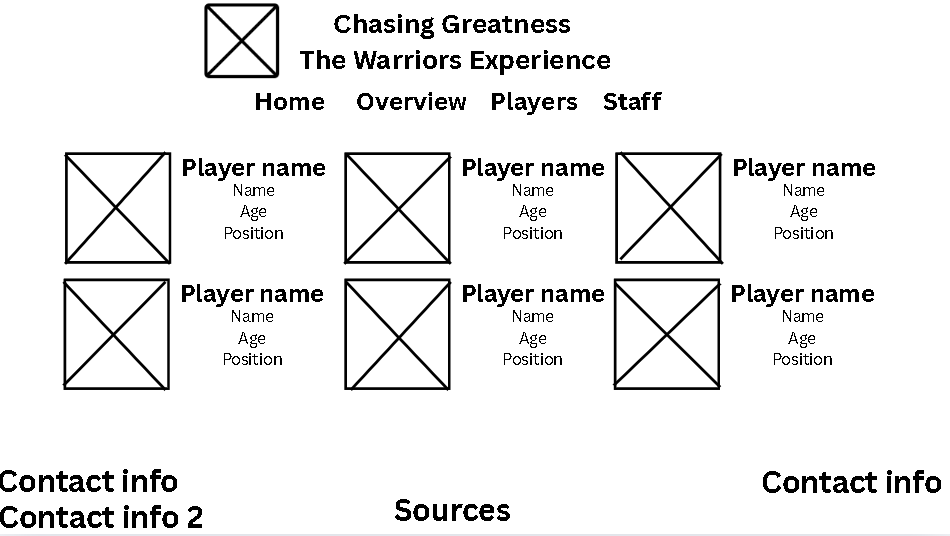 Chasing Greatness
The Warriors Experience
Home Overview Players Staff
Player name
Name
Age
Position
Player name
Name
Age
Position
Player name
Name
Age
Position
Player name
Name
Age
Position
Player name
Name
Age
Position
Player name
Name
Age
Position
Contact info
Contact info 2
Sources
Contact info